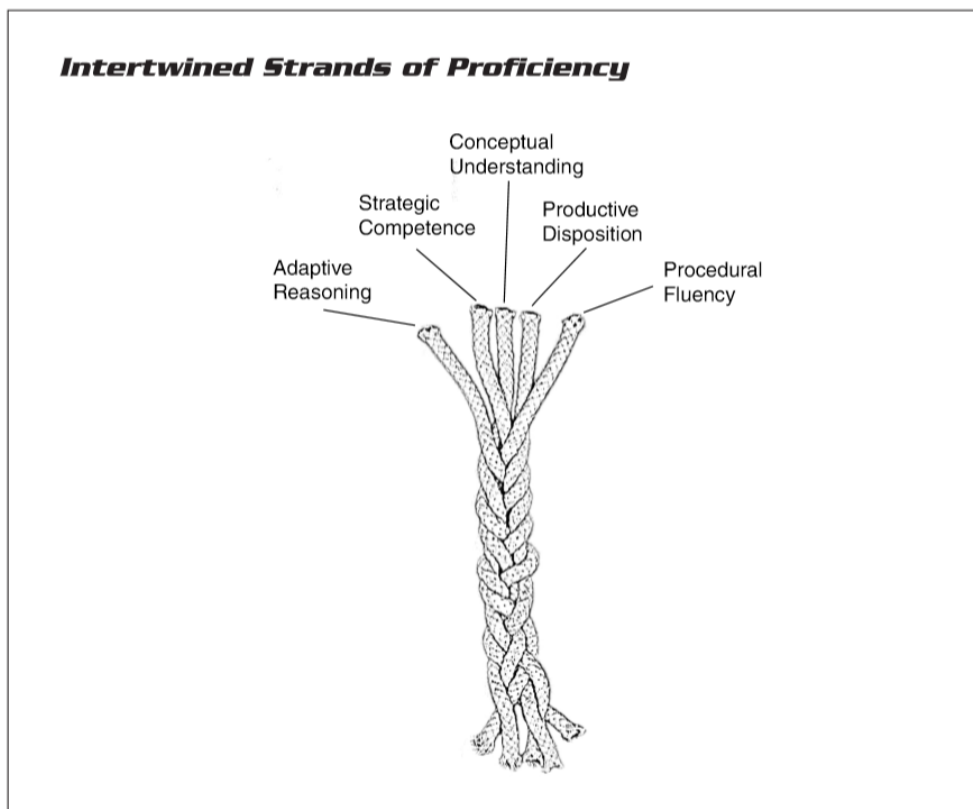 Intertwined Strands of Proficiency
Conceptual
Understanding
Strategic
Competence
Productive
Disposition
Adaptive
Reasoning
Procedural
Fluency